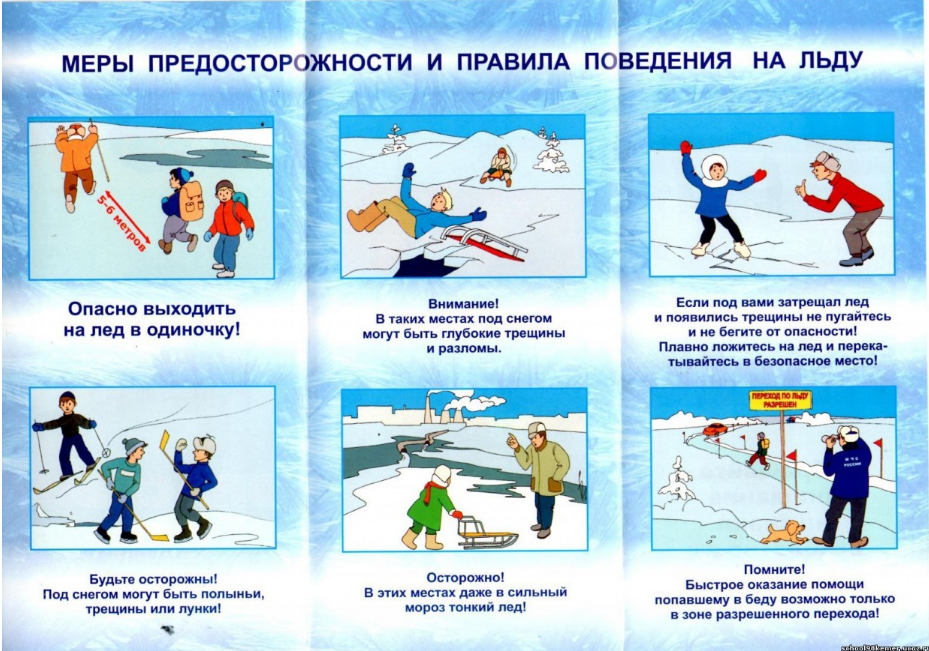 МЕРЫ ПРЕДОСТОРОЖНОСТИ И ПРАВИЛА ПОВЕДЕНИЯ НА ЛЬДУ
5-6 метров
Опасно выходить
на лед в одиночку!
Внимание!
В таких местах под снегом
могут быть глубокие трещины
и разломы.
Если под вами затрещал лед
и появились трещины не пугайтесь
и не бегите от опасности!
Плавно ложитесь на лед и перека-
тывайтесь в безопасное место!
Будьте осторожны!
Под снегом могут быть полыньи,
трещины или лунки!
Осторожно!
В этих местах даже в сильный
мороз тонкий лед!
ПЕРЕХОД ПО ЛЬДУ
РАЗРЕШЕН
МЧС
РОССИИ
Помните!
Быстрое оказание помощи
попавшему в беду возможно только
в зоне разрешенного перехода!